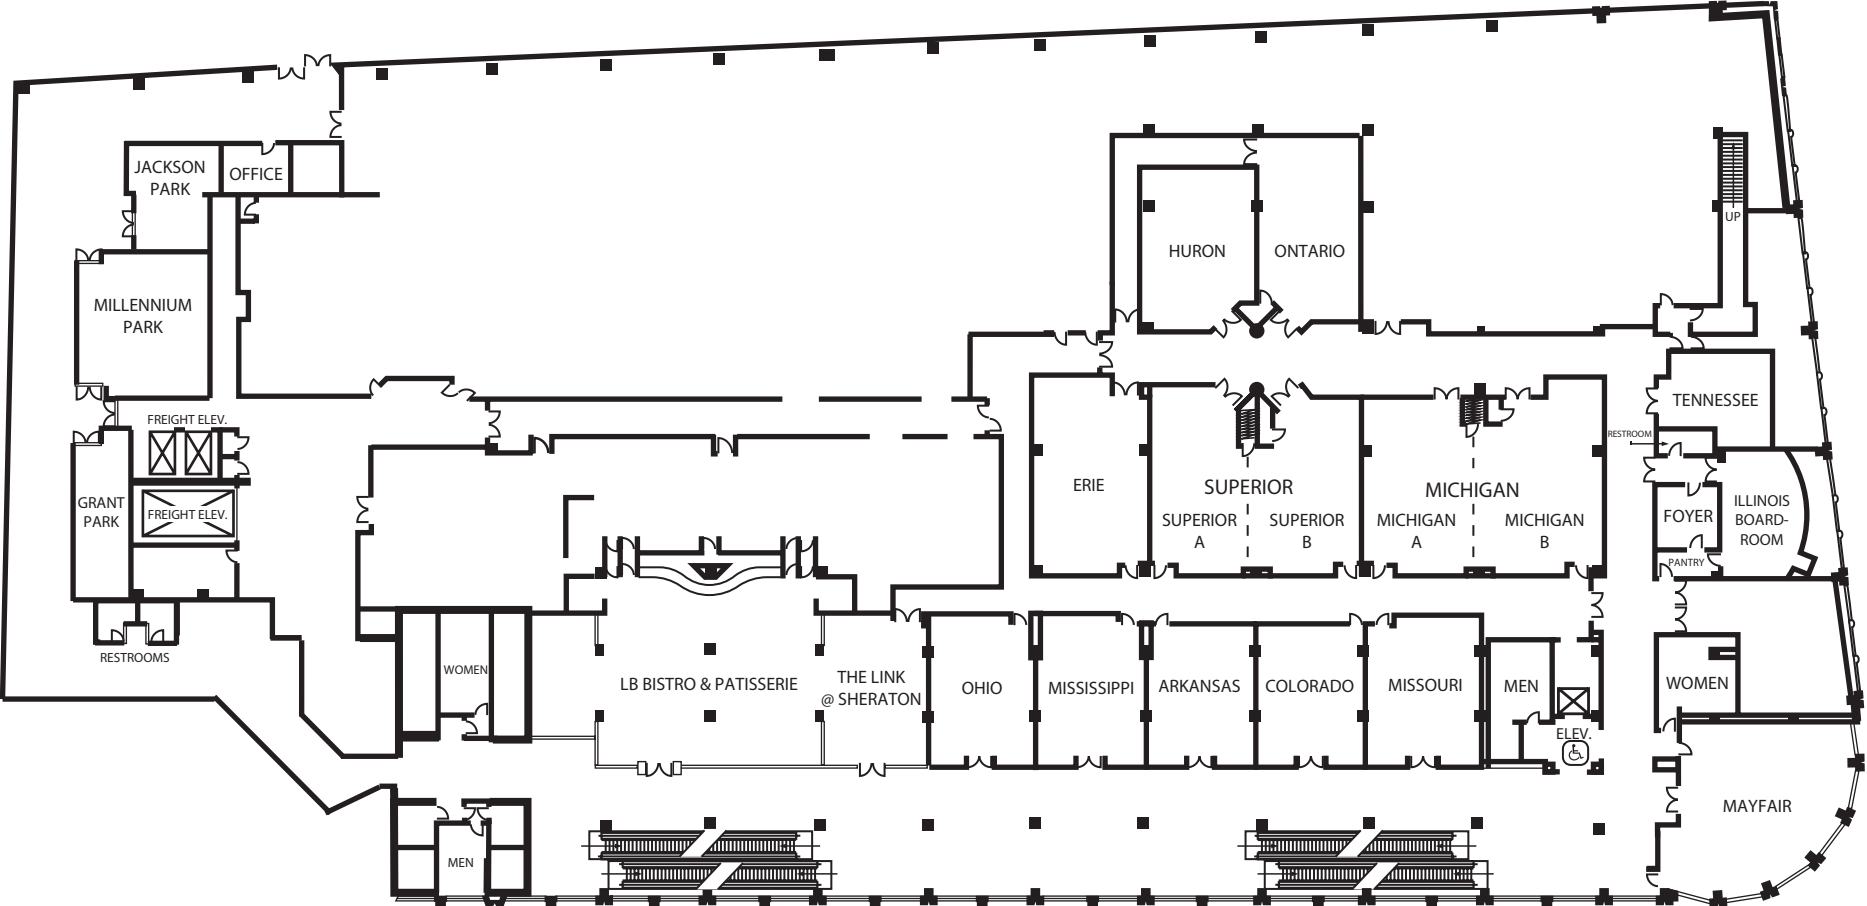 JACKSON
PARK
OFFICE
UP
HURON
ONTARIO
MILLENNIUM
PARK
FREIGHT ELEV.
TENNESSEE
RESTROOM
GRANT
PARK
FREIGHT ELEV.
ERIE
SUPERIOR
SUPERIOR
A
SUPERIOR
B
MICHIGAN
MICHIGAN
A
MICHIGAN
B
FOYER
ILLINOIS
BOARD-
ROOM
PANTRY
RESTROOMS
WOMEN
LB BISTRO & PATISSERIE
THE LINK
@ SHERATON
OHIO
MISSISSIPPI
ARKANSAS
COLORADO
MISSOURI
MEN
WOMEN
ELEV.
MAYFAIR
MEN